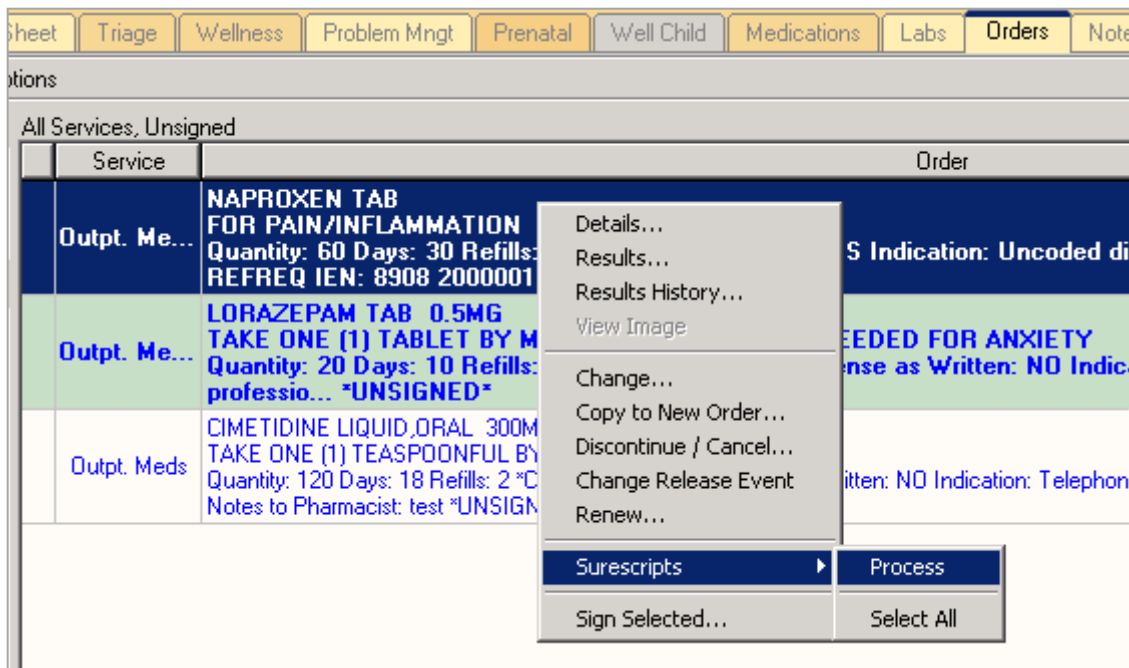 Sheet Triage Wellness Problem Mngt Prenatal Well Child Medications Labs Orders Note
otions
All Services, Unsigned
Service Order
Outpt. Me...
NAPROXEN TAB
FOR PAIN/INFLAMMATION
Quantity: 60 Days: 30 Refills: S Indication: Uncoded di
REFREQ IEN: 8908 2000001
Outpt. Me...
LORAZEPAM TAB 0.5MG
TAKE ONE (1) TABLET BY M EEDED FOR ANXIETY
Quantity: 20 Days: 10 Refills: ense as Written: NO Indic
professio... *UNSIGNED*
Outpt. Meds
CIMETIDINE LIQUID,ORAL 300M
TAKE ONE (1) TEASPOONFUL BY
Quantity: 120 Days: 18 Refills: 2 *C itten: NO Indication: Telephon
Notes to Pharmacist: test *UNSIGN
Details...
Results...
Results History...
View Image
Change...
Copy to New Order...
Discontinue / Cancel...
Change Release Event
Renew...
Surescripts Process
Sign Selected... Select All